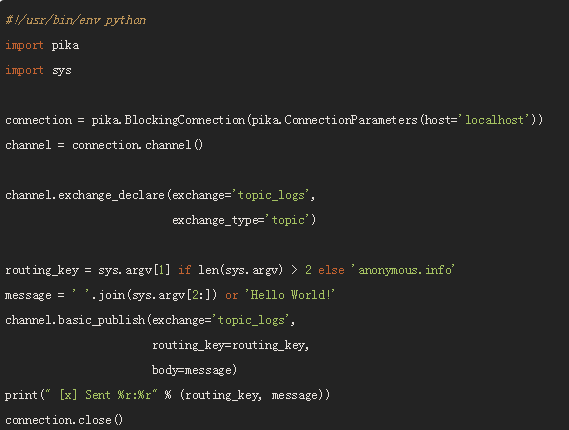 #!/usr/bin/env python
import pika
import sys
connection = pika.BlockingConnection(pika.ConnectionParameters(host='localhost'))
channel = connection.channel()
channel.exchange_declare(exchange='topic_logs',
                         exchange_type='topic')
routing_key = sys.argv[1] if len(sys.argv) > 2 else 'anonymous.info'
message = ' '.join(sys.argv[2:]) or 'Hello World!'
channel.basic_publish(exchange='topic_logs',
                      routing_key=routing_key,
                      body=message)
print(" [x] Sent %r:%r" % (routing_key, message))
connection.close()